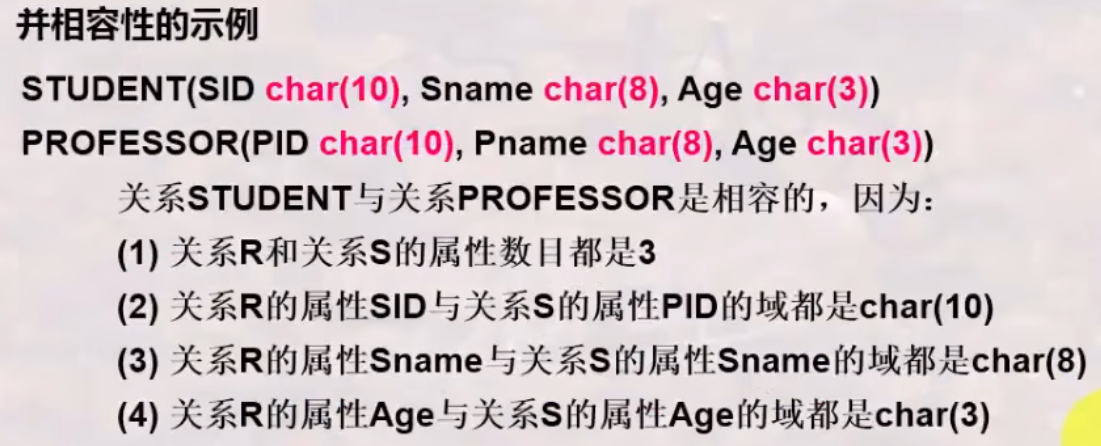 并相容性的示例
STUDENT(SID char(10), Sname char(8), Age char(3))
PROFESSOR(PID char(10), Pname char(8), Age char(3))
关系STUDENT与关系PROFESSOR是相容的，因为：
(1) 关系R和关系S的属性数目都是3
(2) 关系R的属性SID与关系S的属性PID的域都是char(10)
(3) 关系R的属性Sname与关系S的属性Sname的域都是char(8)
(4) 关系R的属性Age与关系S的属性Age的域都是char(3)